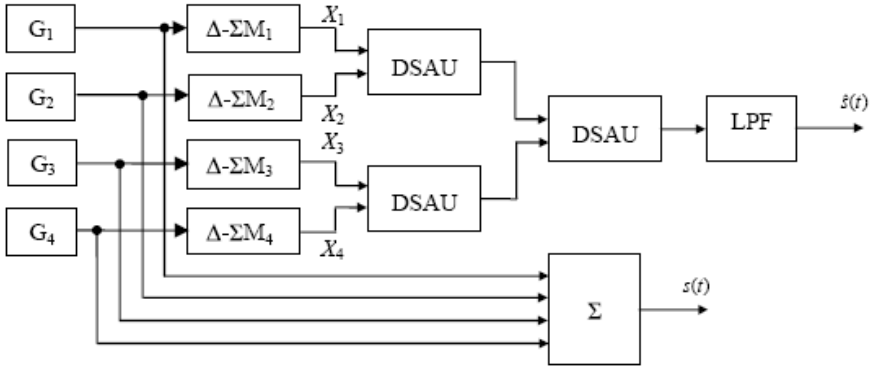 G₁
Δ-ΣM₁
X₁
DSAU
G₂
Δ-ΣM₂
X₂
DSAU
LPF
ŝ(t)
G₃
Δ-ΣM₃
X₃
DSAU
G₄
Δ-ΣM₄
X₄
Σ
s(t)